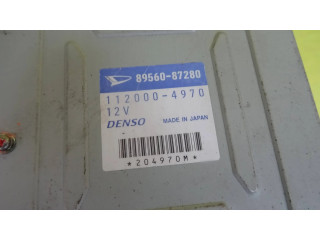 89560-87280
112000-4970
12V
DENSO MADE IN JAPAN
*204970M*